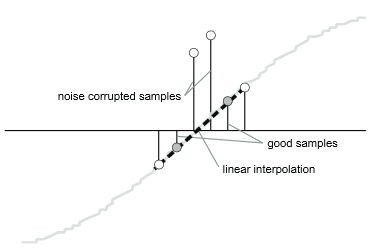 noise corrupted samples
good samples
linear interpolation